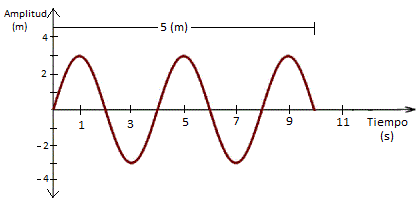 Amplitud
(m)
5 (m)
4
2
- 2
- 4
1 3 5 7 9 11 Tiempo
(s)